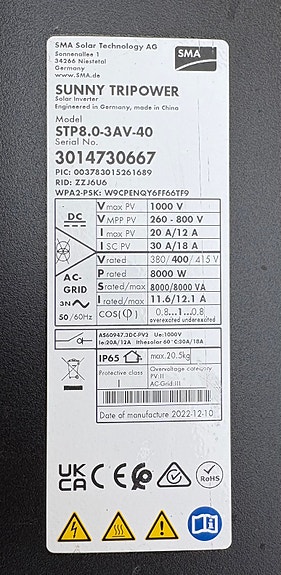 SMA Solar Technology AG
Sonnenallee 1
34266 Niestetal
Germany
www.SMA.de
SMA
SUNNY TRIPOWER
Solar Inverter
Engineered in Germany, made in China
Model
STP8.0-3AV-40
Serial No.
3014730667
PIC: 003783015261689
RID: ZZJ6U6
WPA2-PSK: W9CPENQY6FF66TF9
DC
V max PV 1000 V
V MPP PV 260 - 800 V
I max PV 20 A/12 A
I SC PV 30 A/18 A
AC-GRID
3N
50/60Hz
V rated 380/400/415 V
P rated 8000 W
S rated/max 8000/8000 VA
I rated/max 11.6/12.1 A
COS(φ) 0,8...1...0,8
overexcited underexcited
AS60947.3DC-PV2 Ue:1000V
Ie:20A/12A Ithesolar 60°C:30A/18A
IP65
max.20.5kg
Protective class
I
Overvoltage category
PV:II
AC-Grid:III
Date of manufacture 2022-12-10
UK
CA
CE
RoHS